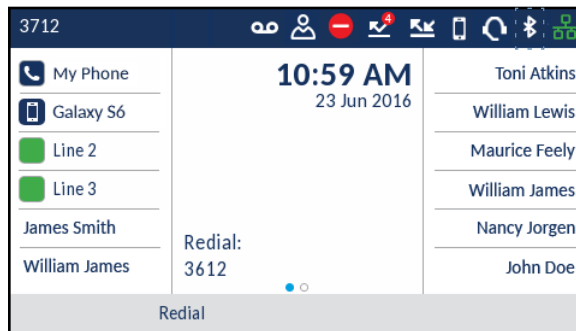 3712
4
My Phone
Galaxy S6
Line 2
Line 3
James Smith
William James
10:59 AM
23 Jun 2016
Redial:
3612
Toni Atkins
William Lewis
Maurice Feely
William James
Nancy Jorgen
John Doe
Redial